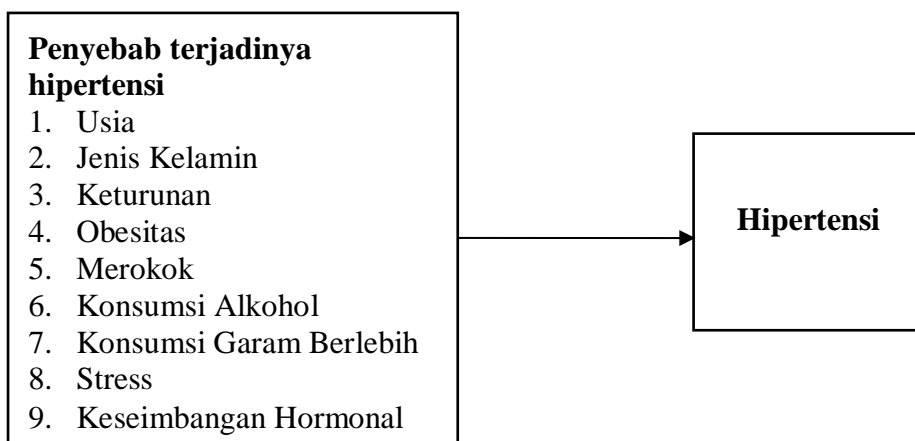 Penyebab terjadinya
hipertensi
1. Usia
2. Jenis Kelamin
3. Keturunan
4. Obesitas
5. Merokok
6. Konsumsi Alkohol
7. Konsumsi Garam Berlebih
8. Stress
9. Keseimbangan Hormonal
Hipertensi